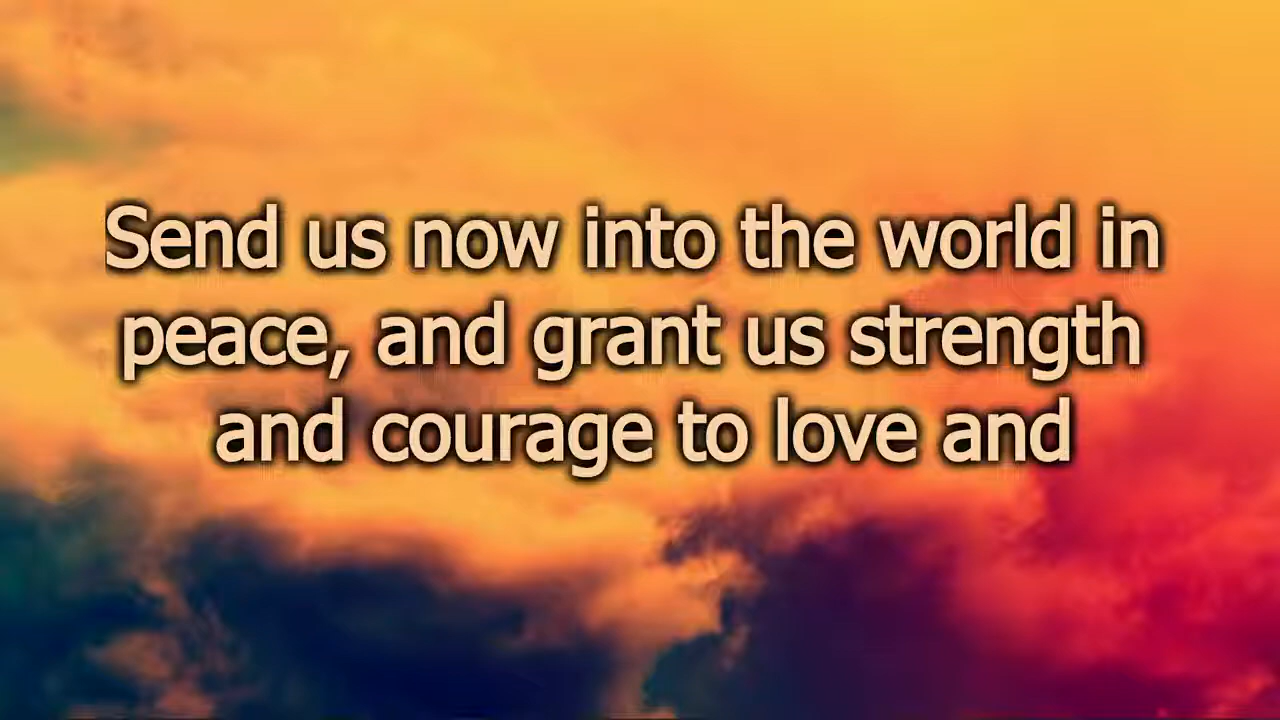 Send us now into the world in
peace, and grant us strength
and courage to love and